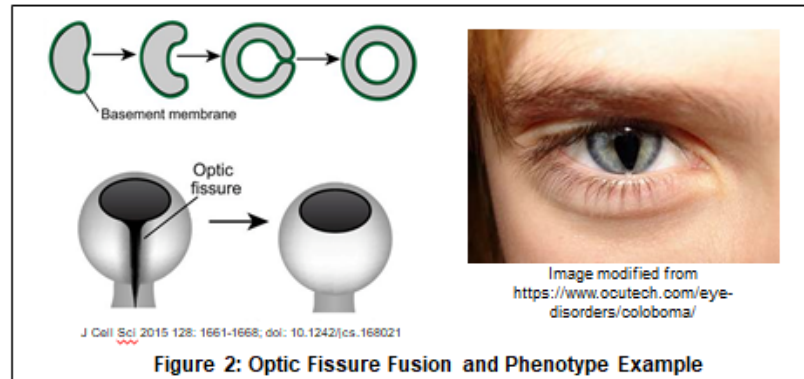 Basement membrane
Optic
fissure
J Cell Sci 2015 128: 1661-1668; doi: 10.1242/jcs.168021
Image modified from
https://www.ocutech.com/eye-
disorders/coloboma/
Figure 2: Optic Fissure Fusion and Phenotype Example